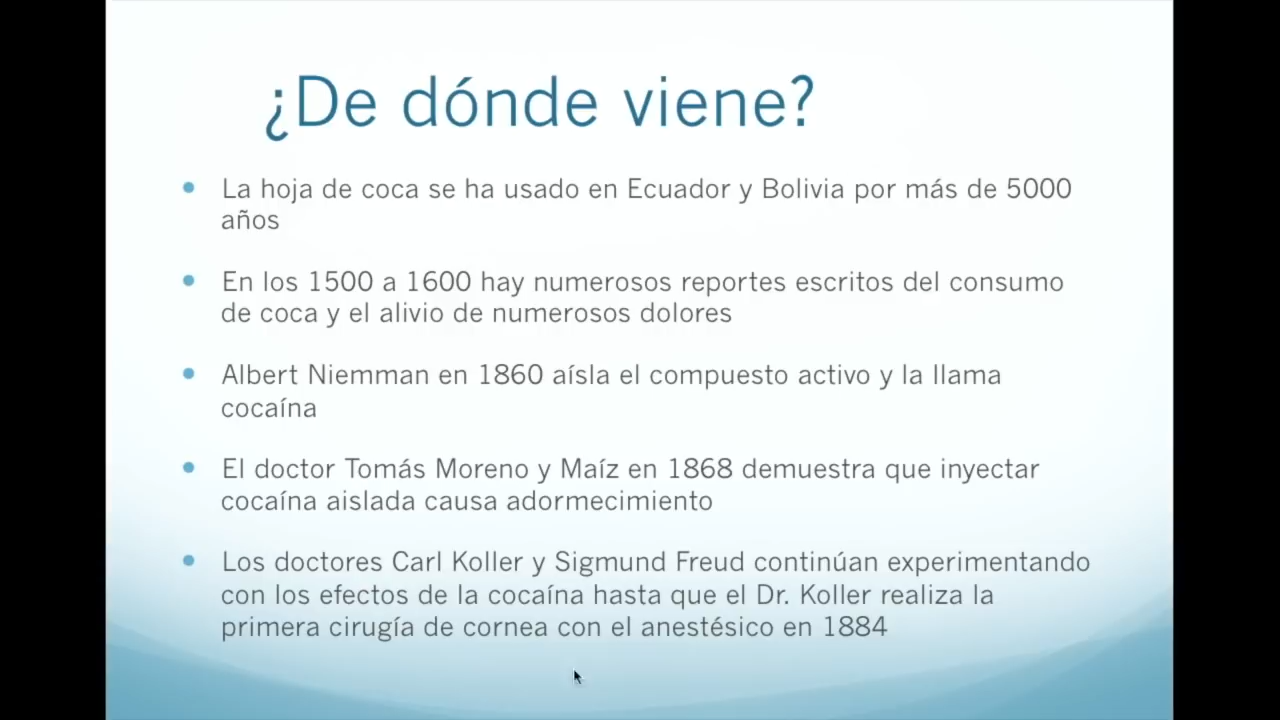 ¿De dónde viene?
La hoja de coca se ha usado en Ecuador y Bolivia por más de 5000
años
En los 1500 a 1600 hay numerosos reportes escritos del consumo
de coca y el alivio de numerosos dolores
Albert Niemman en 1860 aísla el compuesto activo y la llama
cocaína
El doctor Tomás Moreno y Maíz en 1868 demuestra que inyectar
cocaína aislada causa adormecimiento
Los doctores Carl Koller y Sigmund Freud continúan experimentando
con los efectos de la cocaína hasta que el Dr. Koller realiza la
primera cirugía de cornea con el anestésico en 1884